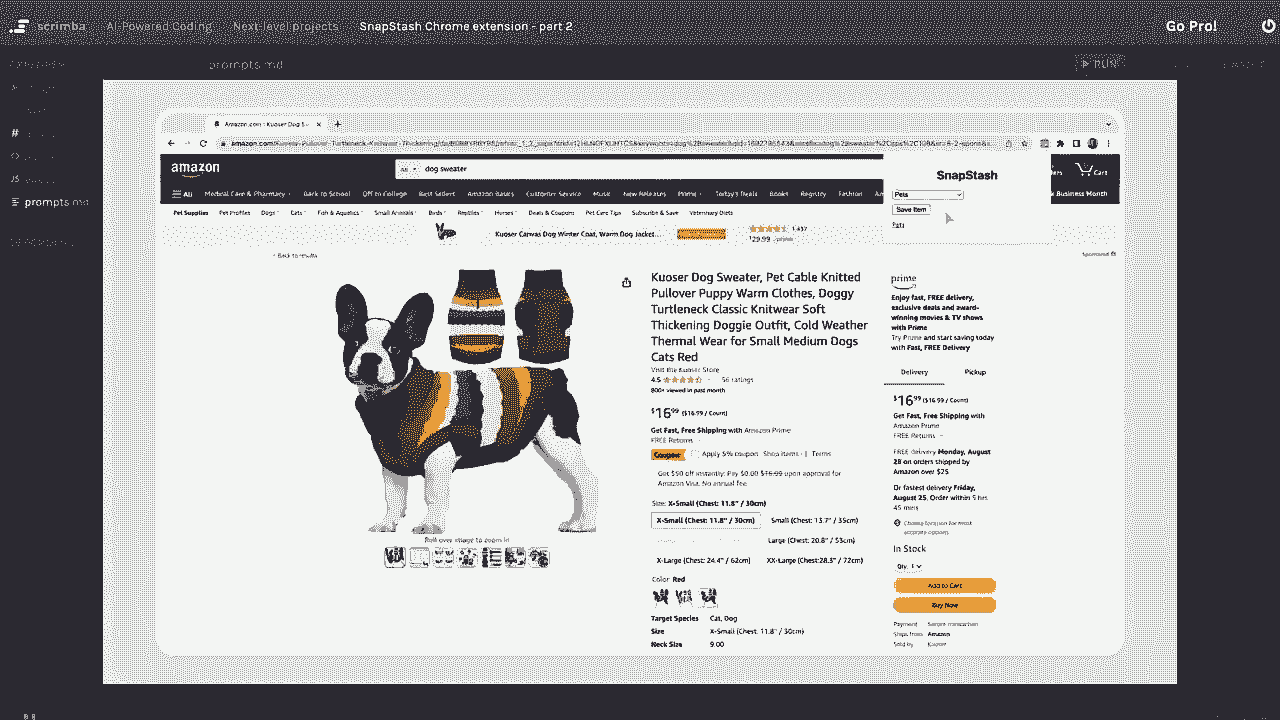 scrimba AI-Powered Coding Next-level projects SnapStash Chrome extension - part 2 Go Pro!
prompts.md RUN
prompts.md
Amazon.com : Kuoser Dog S
amazon
All dog sweater
SnapStash
Pets
Save Item
Pets
Cart
All Medical Care & Pharmacy Back to School Off to College Best Sellers Amazon Basics Customer Service Music New Releases Prime Today's Deals Books Registry Fashion
Business Month
Pet Supplies Pet Profiles Dogs Cats Fish & Aquatics Small Animals Birds Reptiles Horses Deals & Coupons Pet Care Tips Subscribe & Save Veterinary Diets
Kuoser Canvas Dog Winter Coat, Warm Dog Jacket...
$29.99
Back to results
Sponsored
Kuoser Dog Sweater, Pet Cable Knitted
Pullover Puppy Warm Clothes, Doggy
Turtleneck Classic Knitwear Soft
Thickening Doggie Outfit, Cold Weather
Thermal Wear for Small Medium Dogs
Cats Red
Visit the Kuoser Store
4.5 56 ratings
800+ viewed in past month
$16.99 ($16.99 / Count)
Get Fast, Free Shipping with Amazon Prime
FREE Returns
Coupon: Apply 5% coupon Shop items | Terms
Get $90 off instantly: Pay $0.00 $16.99 upon approval for
Amazon Visa. No annual fee.
Size: X-Small (Chest: 11.8" / 30cm)
X-Small (Chest: 11.8" / 30cm) Small (Chest: 13.7" / 35cm)
Large (Chest: 20.8" / 53cm)
X-Large (Chest: 24.4" / 62cm) XX-Large (Chest:28.3" / 72cm)
Color: Red
Target Species Cat, Dog
Size X-Small (Chest: 11.8" / 30cm)
Neck Size 9.00
Roll over image to zoom in
prime
Enjoy fast, FREE delivery,
exclusive deals and award-
winning movies & TV shows
with Prime
Try Prime and start saving today
with Fast, FREE Delivery
Delivery Pickup
$16.99 ($16.99 / Count)
Get Fast, Free Shipping with
Amazon Prime
FREE Returns
FREE delivery Monday, August
28 on orders shipped by
Amazon over $25
Or fastest delivery Friday,
August 25. Order within 5 hrs
45 mins
Choose location for most
accurate options
In Stock
Qty: 1
Add to Cart
Buy Now
Payment Secure transaction
Ships from Amazon
Sold by Kuoser